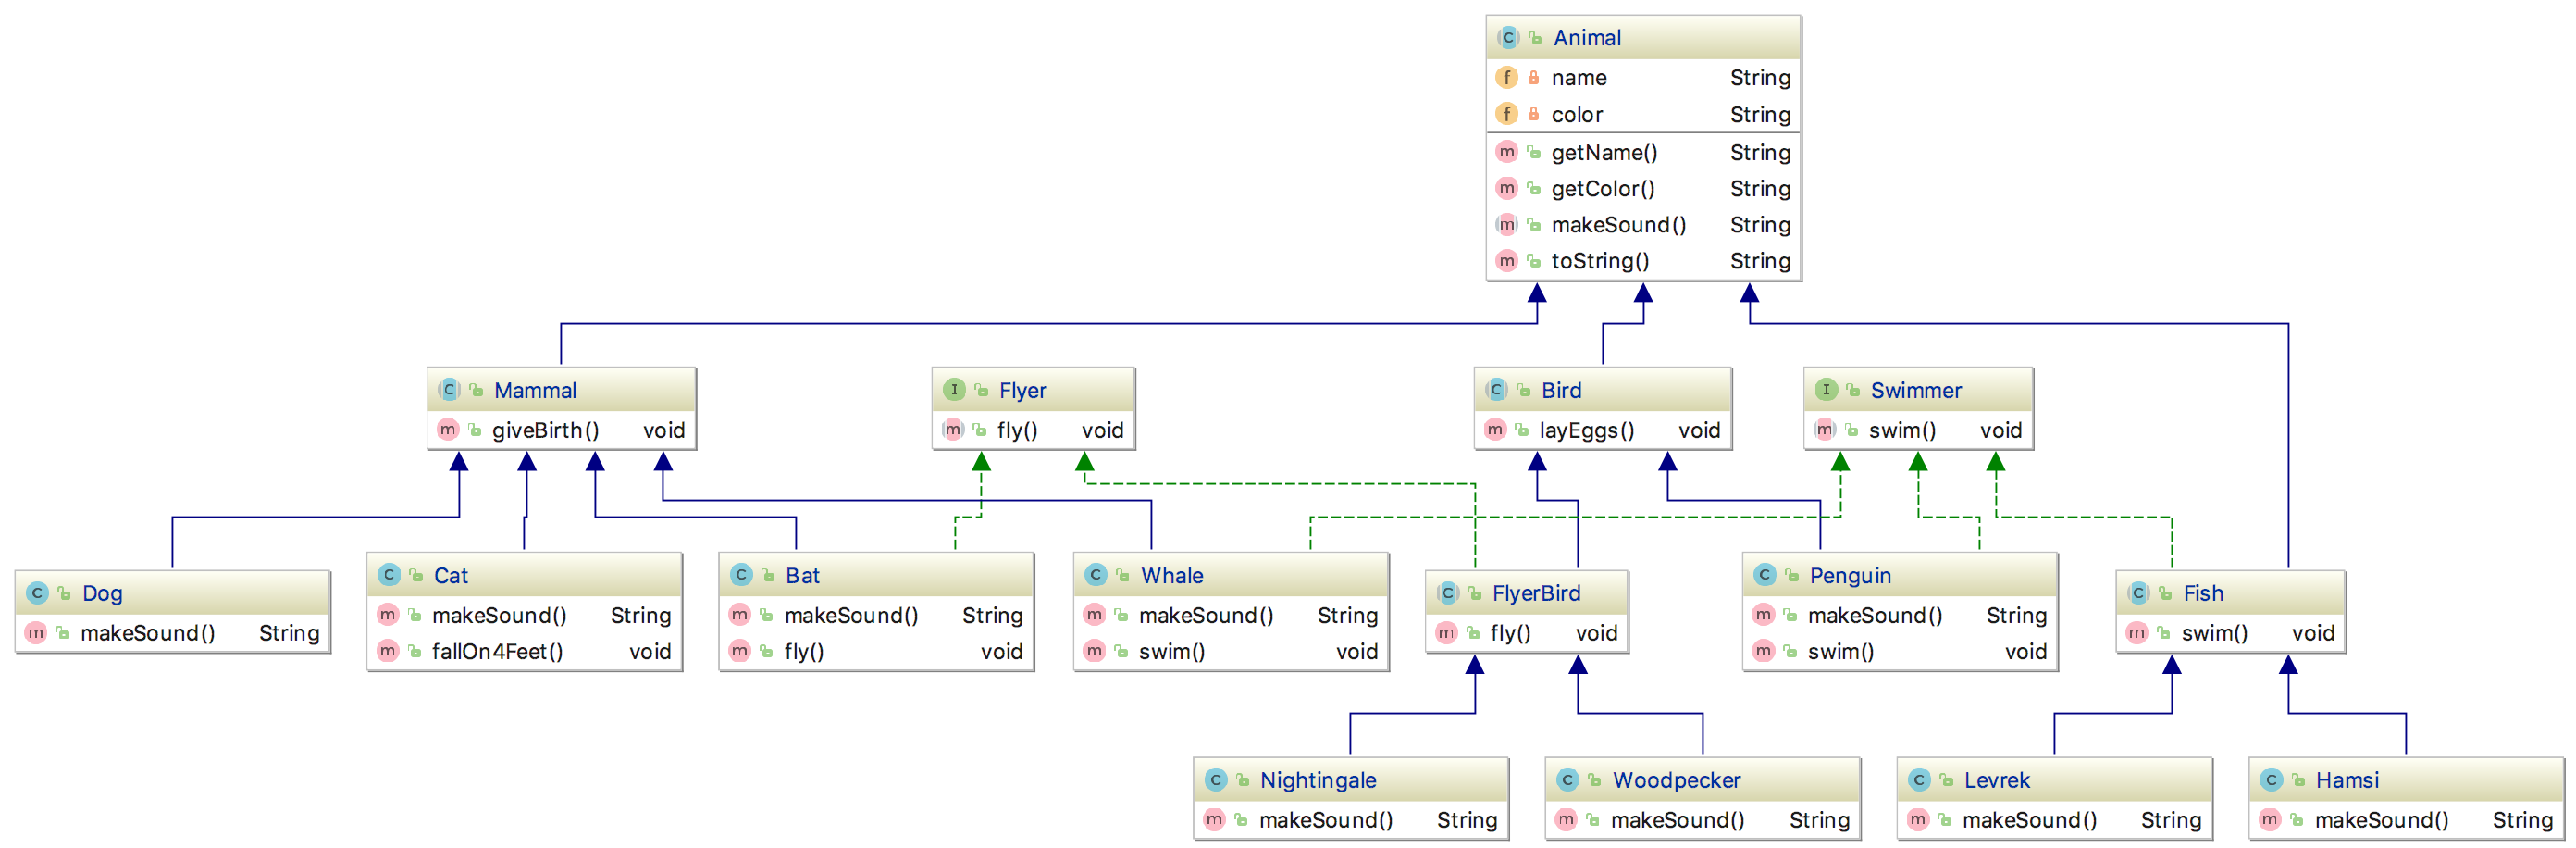 C Animal
f name String
f color String
m getName() String
m getColor() String
m makeSound() String
m toString() String
C Mammal
m giveBirth() void
I Flyer
m fly() void
C Bird
m layEggs() void
I Swimmer
m swim() void
C Dog
m makeSound() String
C Cat
m makeSound() String
m fallOn4Feet() void
C Bat
m makeSound() String
m fly() void
C Whale
m makeSound() String
m swim() void
C FlyerBird
m fly() void
C Penguin
m makeSound() String
m swim() void
C Fish
m swim() void
C Nightingale
m makeSound() String
C Woodpecker
m makeSound() String
C Levrek
m makeSound() String
C Hamsi
m makeSound() String